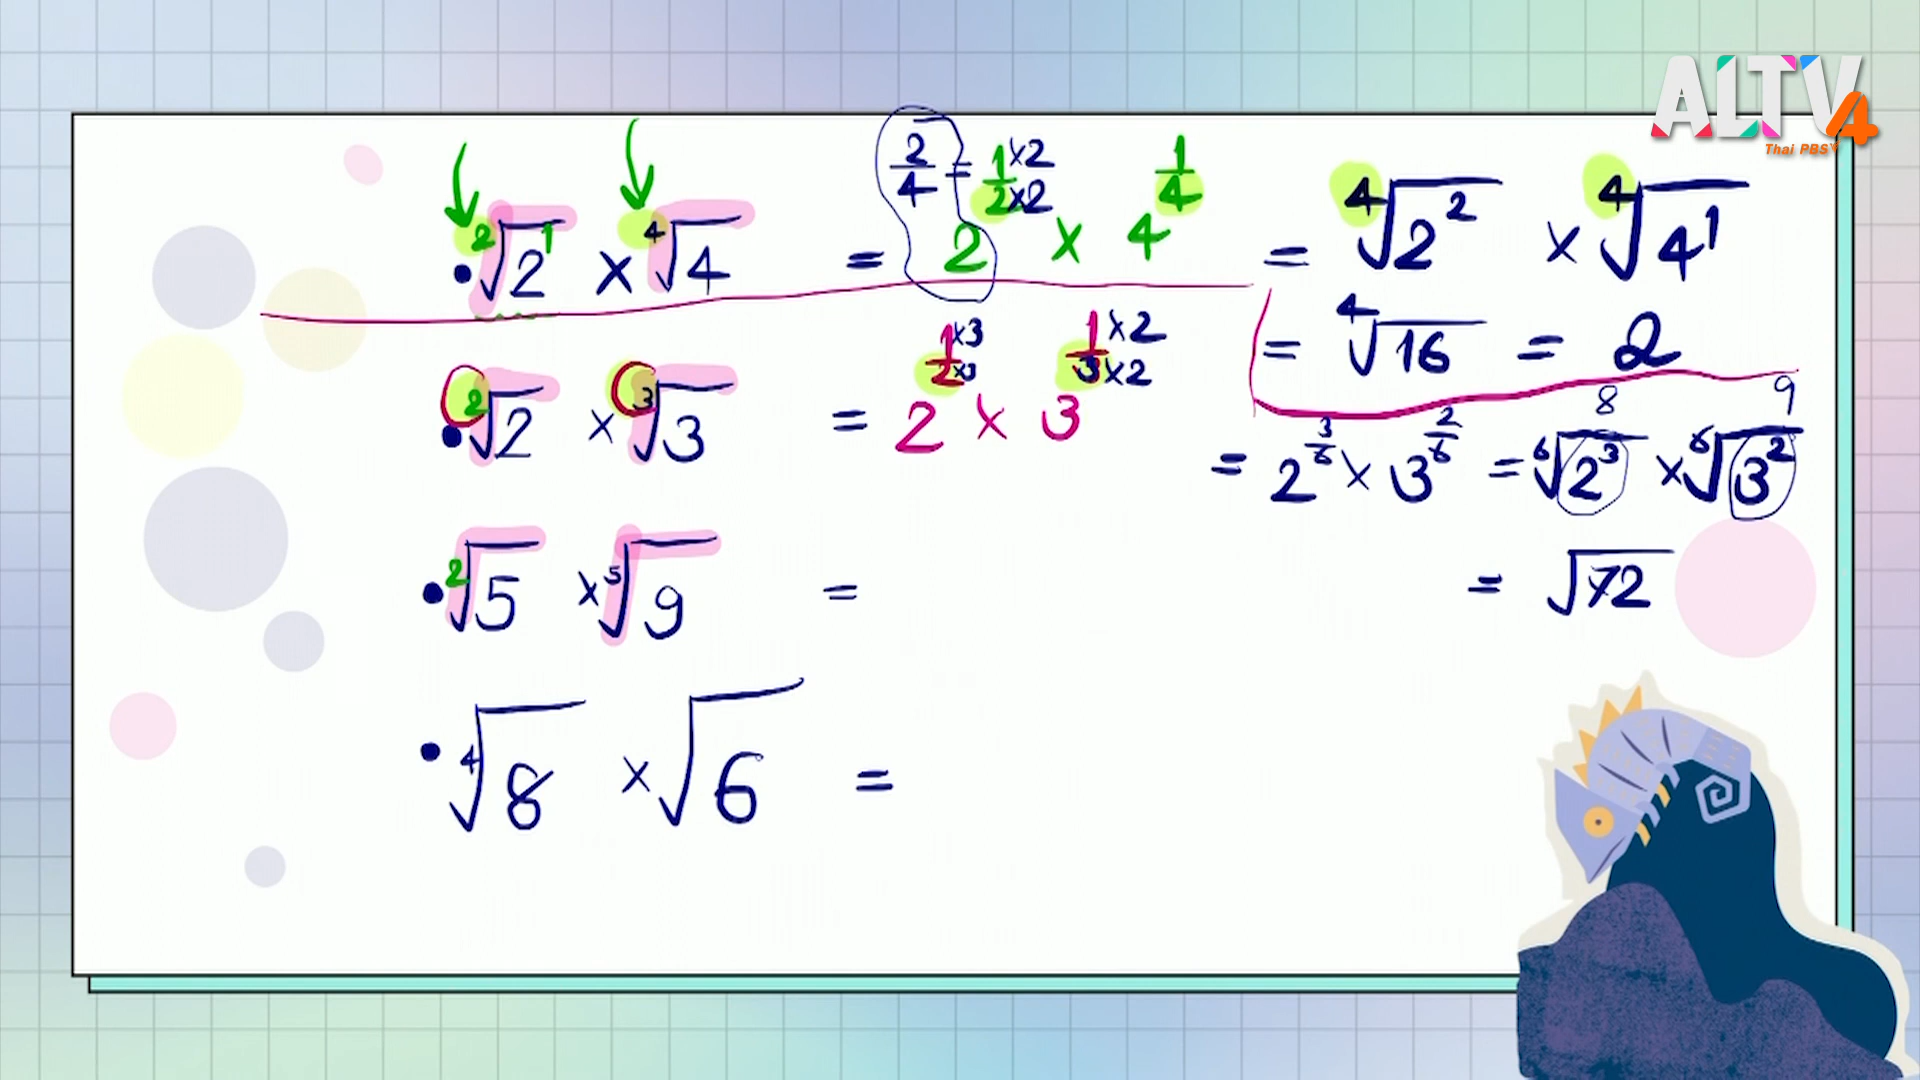 ALTV4
Thai PBS
• ²√2¹ × ⁴√4 = 2^(2/4) = (1×2)/(2×2) × 4^(1/4) = ⁴√2² × ⁴√4¹
= ⁴√16 = 2
• ²√2 × ³√3 = 2^(1×3/2×3) × 3^(1×2/3×2) = 2^(3/6) × 3^(2/6) = ⁶√2³ × ⁶√3²
8 9
= √72
• ²√5 × ⁵√9 =
• ⁴√8 × √6 =